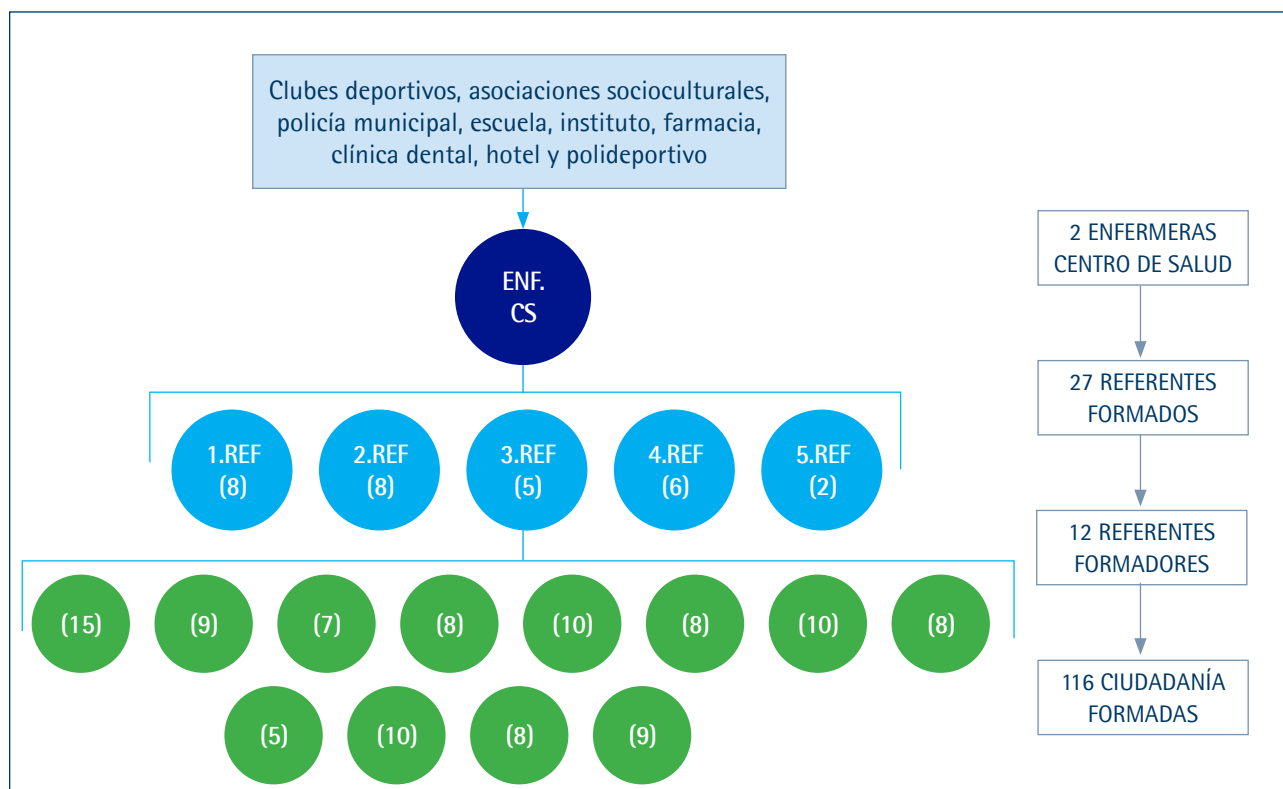 Clubes deportivos, asociaciones socioculturales,
policía municipal, escuela, instituto, farmacia,
clínica dental, hotel y polideportivo
ENF.
CS
1.REF
(8)
2.REF
(8)
3.REF
(5)
4.REF
(6)
5.REF
(2)
(15)
(9)
(7)
(8)
(10)
(8)
(10)
(8)
(5)
(10)
(8)
(9)
2 ENFERMERAS
CENTRO DE SALUD
27 REFERENTES
FORMADOS
12 REFERENTES
FORMADORES
116 CIUDADANÍA
FORMADAS